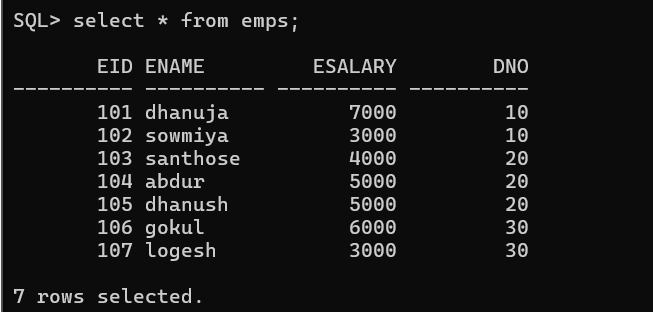 SQL> select * from emps;
EID ENAME ESALARY DNO
---------- ---------- ---------- ----------
101 dhanuja 7000 10
102 sowmiya 3000 10
103 santhose 4000 20
104 abdur 5000 20
105 dhanush 5000 20
106 gokul 6000 30
107 logesh 3000 30
7 rows selected.